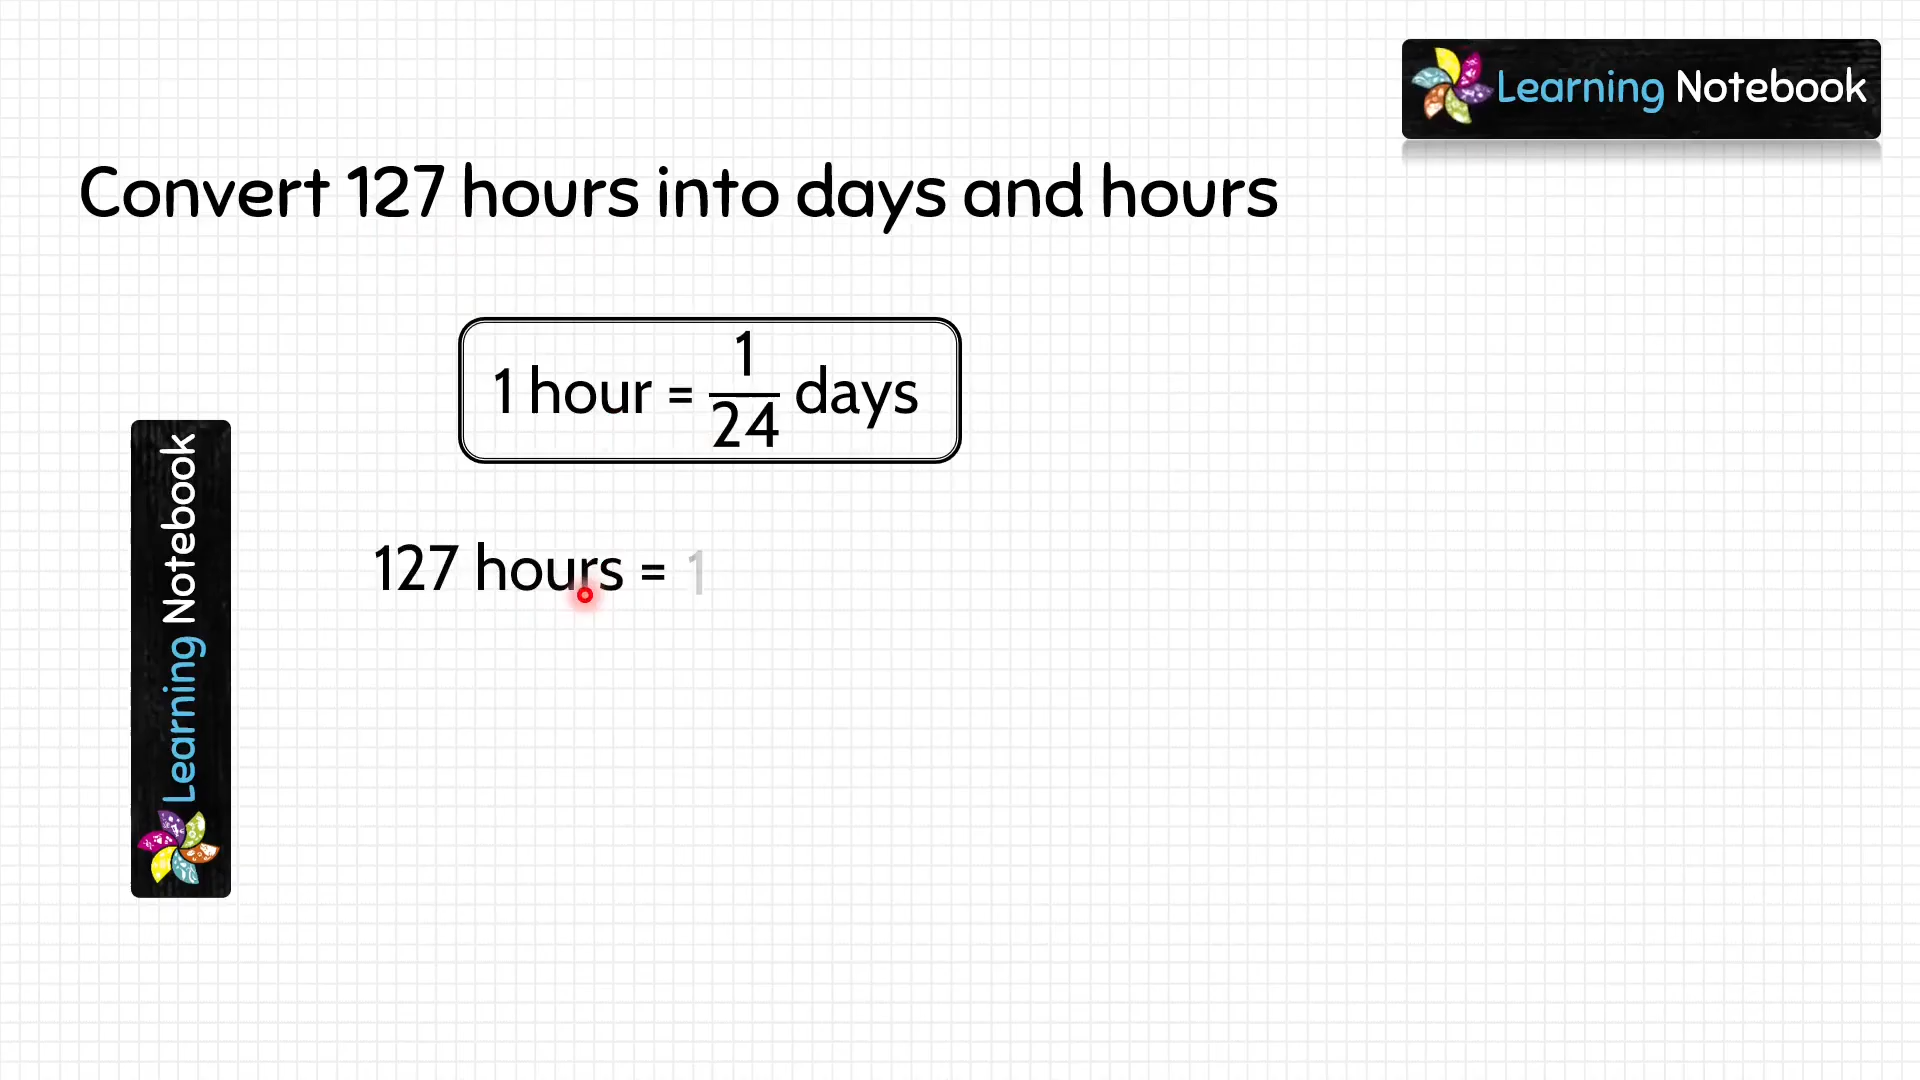 Learning Notebook
Convert 127 hours into days and hours
1 hour = 1/24 days
Learning Notebook
127 hours = 1